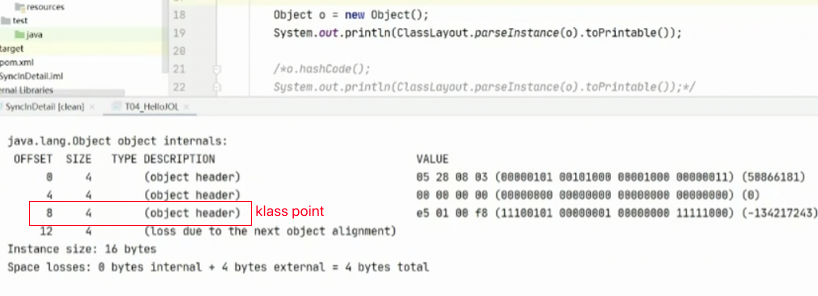 resources
18 Object o = new Object();
test
19 System.out.println(ClassLayout.parseInstance(o).toPrintable());
java
20
target
pom.xml
21 /*o.hashCode();
SyncInDetail.iml
22 System.out.println(ClassLayout.parseInstance(o).toPrintable());*/
ernal Libraries
SyncInDetail [clean] × T04_HelloJOL ×
java.lang.Object object internals:
OFFSET SIZE TYPE DESCRIPTION VALUE
0 4 (object header) 05 28 08 03 (00000101 00101000 00001000 00000011) (50866181)
4 4 (object header) 00 00 00 00 (00000000 00000000 00000000 00000000) (0)
8 4 (object header) klass point e5 01 00 f8 (11100101 00000001 00000000 11111000) (-134217243)
12 4 (loss due to the next object alignment)
Instance size: 16 bytes
Space losses: 0 bytes internal + 4 bytes external = 4 bytes total